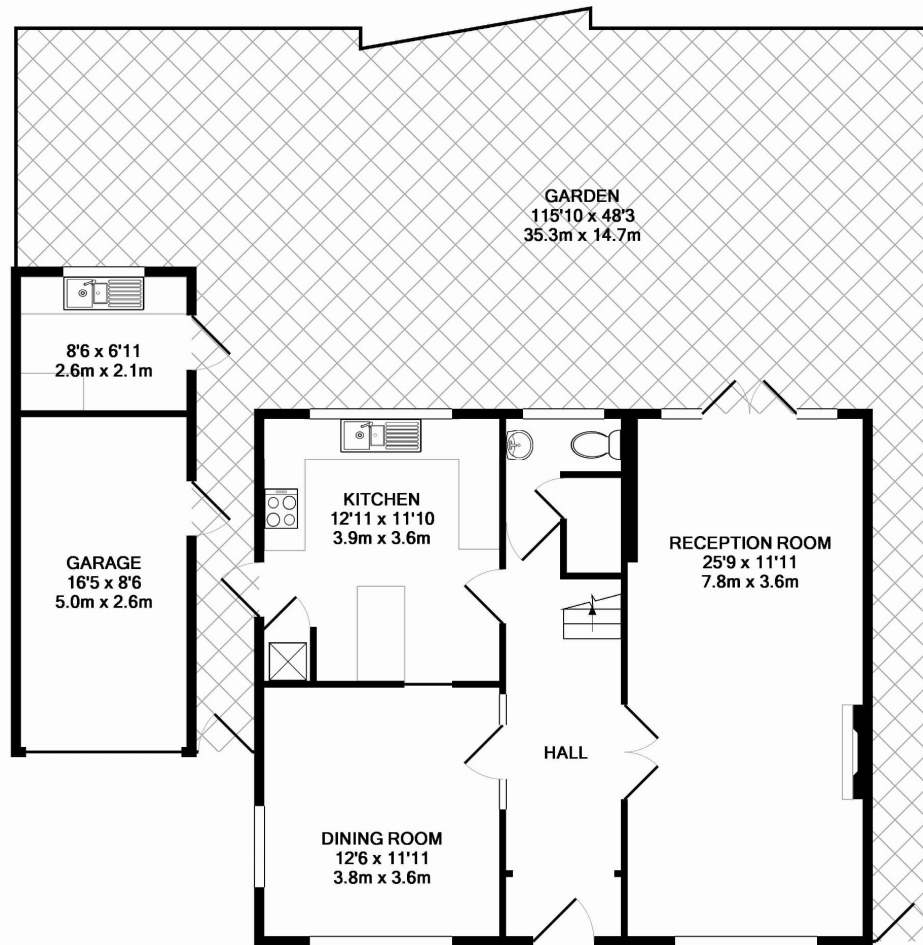 GARDEN
115'10 x 48'3
35.3m x 14.7m
8'6 x 6'11
2.6m x 2.1m
KITCHEN
12'11 x 11'10
3.9m x 3.6m
RECEPTION ROOM
25'9 x 11'11
7.8m x 3.6m
GARAGE
16'5 x 8'6
5.0m x 2.6m
HALL
DINING ROOM
12'6 x 11'11
3.8m x 3.6m